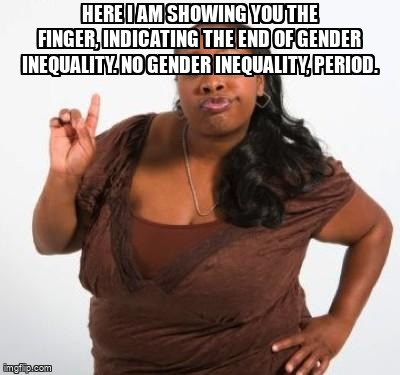 HERE I AM SHOWING YOU THE
FINGER, INDICATING THE END OF GENDER
INEQUALITY. NO GENDER INEQUALITY, PERIOD.
imgflip.com